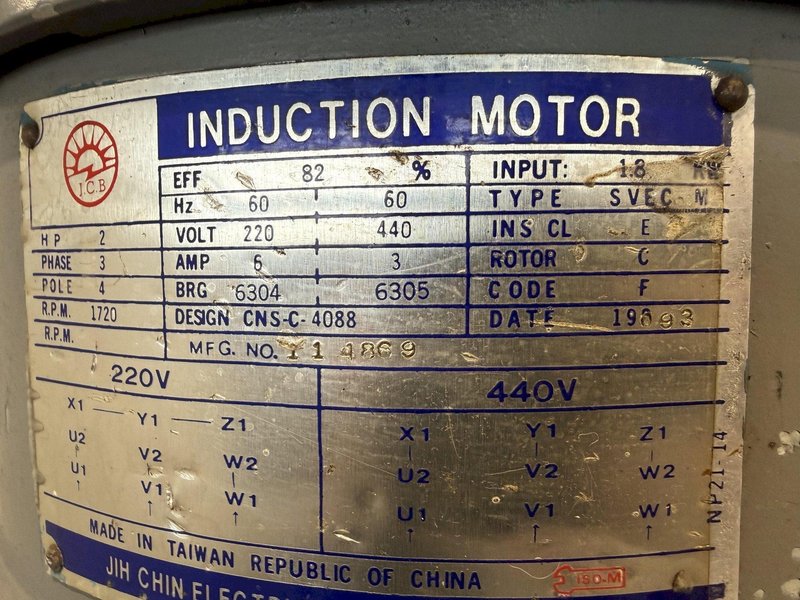 INDUCTION MOTOR
J.C.B
EFF 82 % INPUT: 1.8
Hz 60 60 TYPE SVEC M
HP 2 VOLT 220 440 INS CL E
PHASE 3 AMP 6 3 ROTOR C
POLE 4 BRG 6304 6305 CODE F
R.P.M. 1720 DESIGN CNS-C-4088 DATE
R.P.M. MFG. NO. Y1 4869
220V 440V
X1 Y1 Z1 X1 Y1 Z1
U2 V2 W2 U2 V2 W2
U1 V1 W1 U1 V1 W1
NP21-14
MADE IN TAIWAN REPUBLIC OF CHINA
ISO-M
JIH CHIN